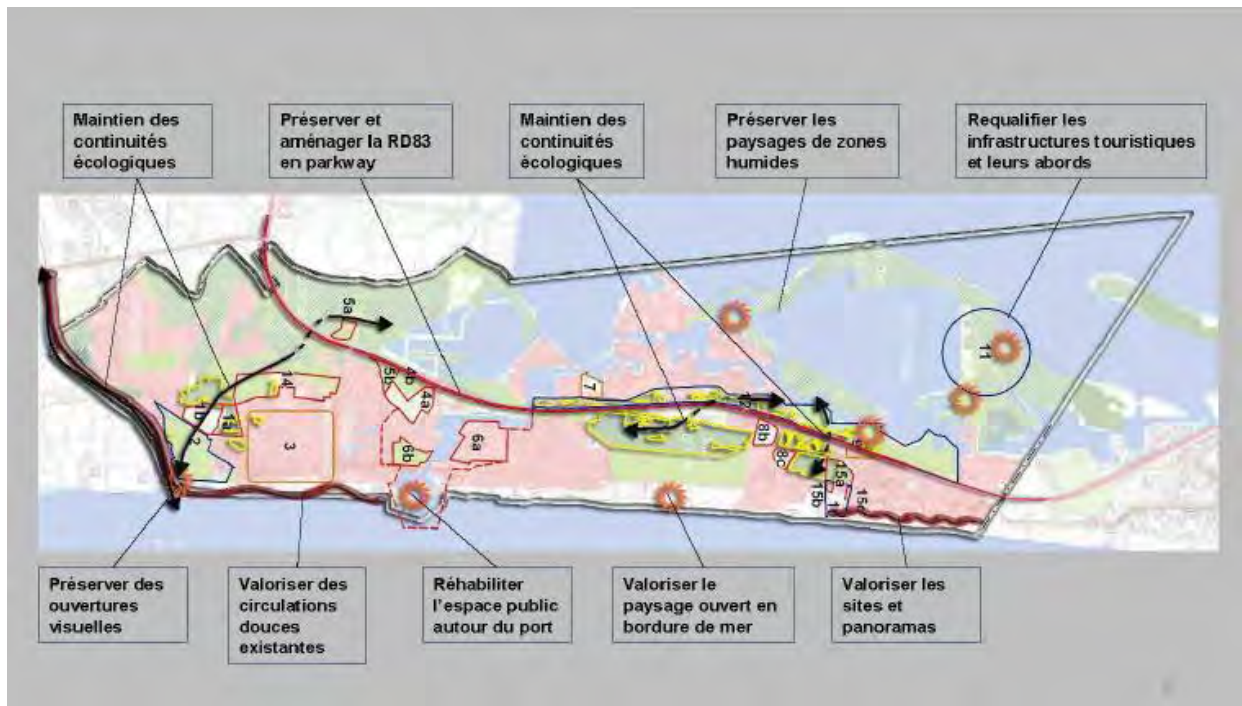 Maintien des
continuités
écologiques
Préserver et
aménager la RD83
en parkway
Maintien des
continuités
écologiques
Préserver les
paysages de zones
humides
Requalifier les
infrastructures touristiques
et leurs abords
5a
11
14
5b
4b
4a
7
1a
2
3
6b
6a
8b
8c
15a
15b
Préserver des
ouvertures
visuelles
Valoriser des
circulations
douces
existantes
Réhabiliter
l'espace public
autour du port
Valoriser le
paysage ouvert en
bordure de mer
Valoriser les
sites et
panoramas